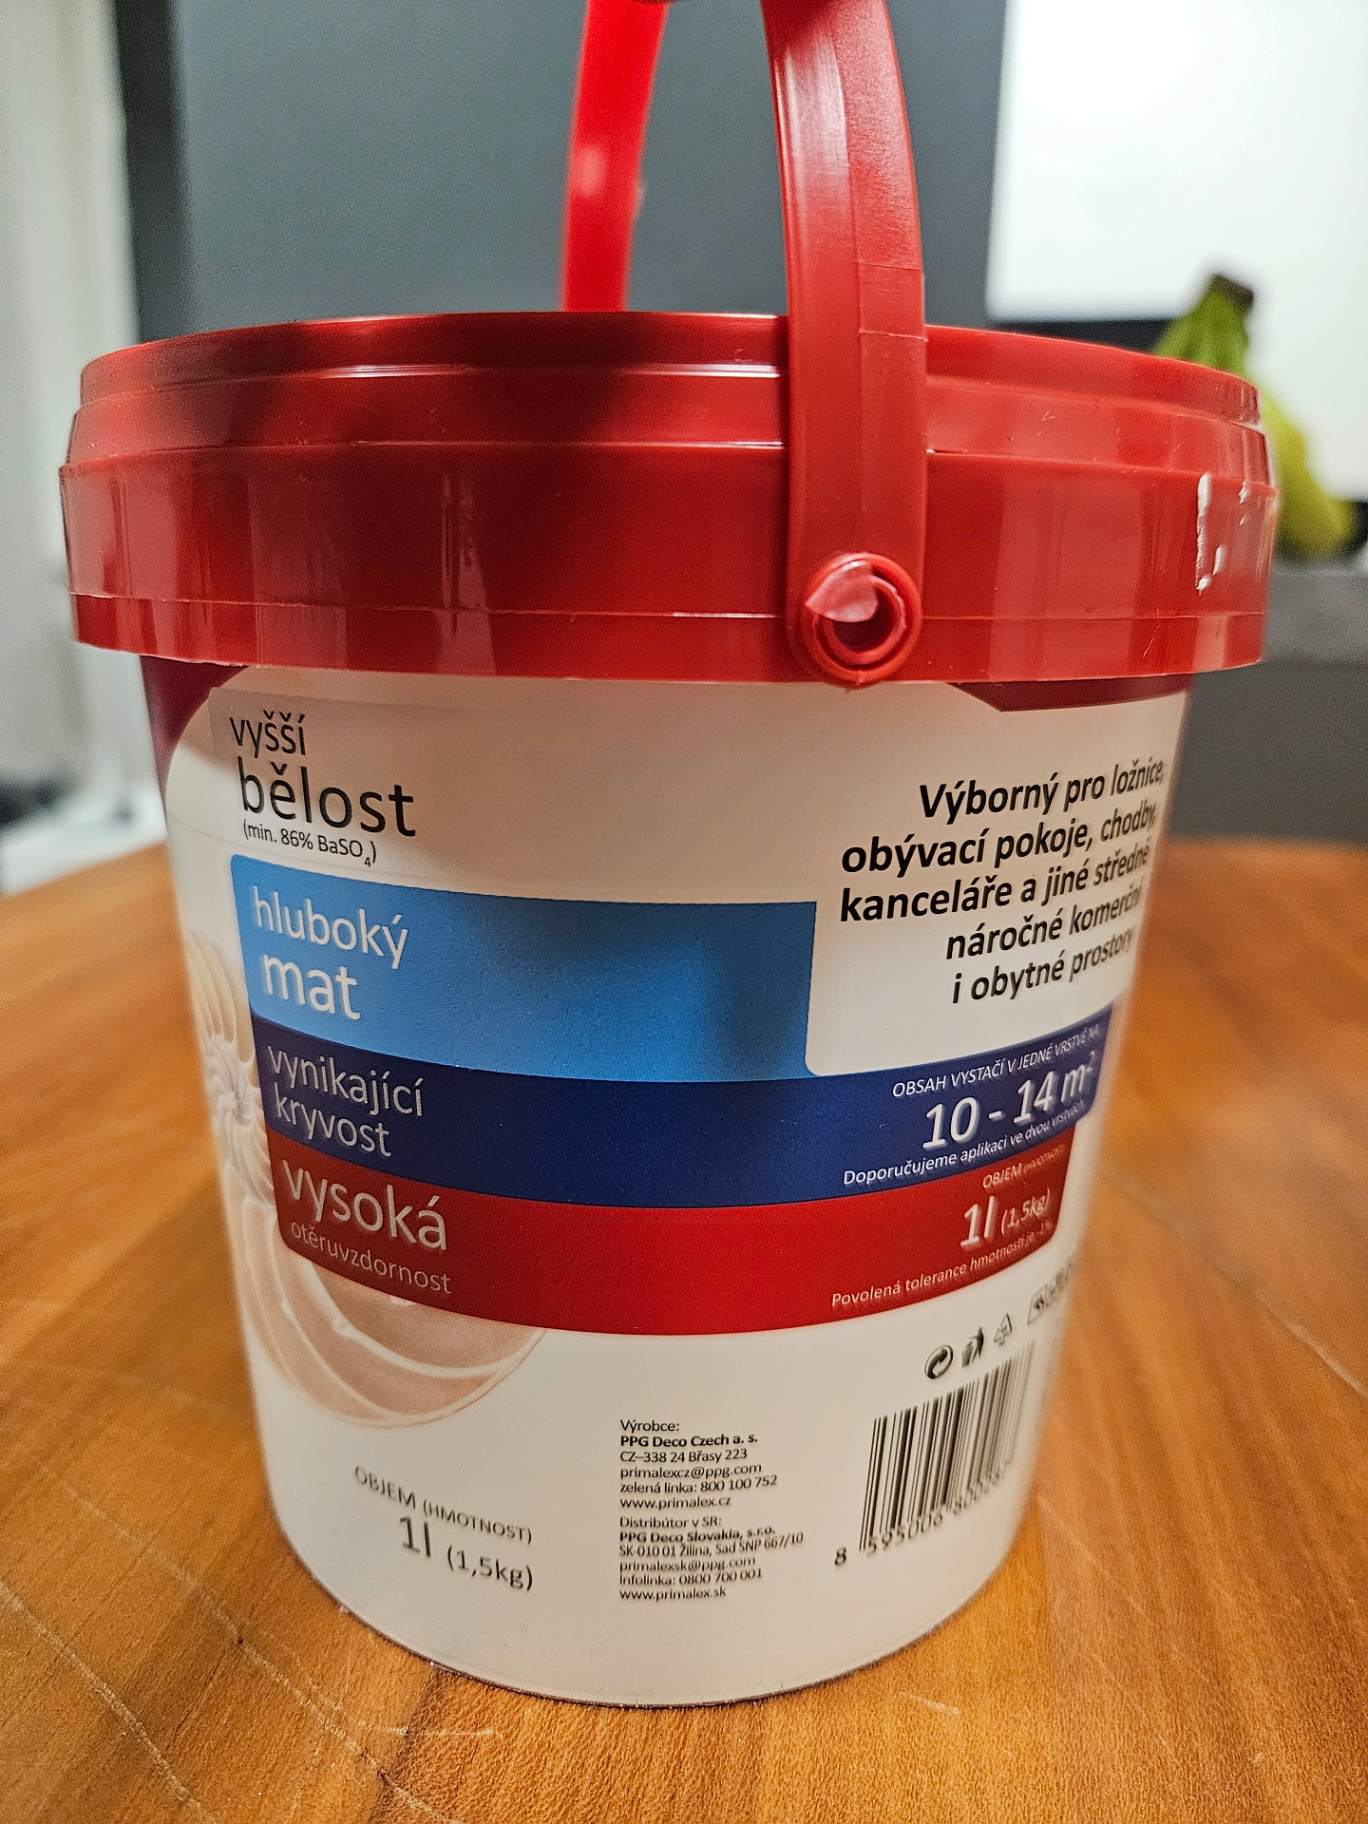 vyšší
bělost
(min. 86% BaSO₄)
hluboký
mat
vynikající
kryvost
vysoká
otěruvzdornost
Výborný pro ložnice,
obývací pokoje, chodby,
kanceláře a jiné středně
náročné komerční
i obytné prostory
OBSAH VYSTAČÍ V JEDNÉ VRSTVĚ NA:
10 - 14 m²
Doporučujeme aplikaci ve dvou vrstvách.
OBJEM (HMOTNOST)
1l (1,5kg)
Povolená tolerance hmotnosti je
Výrobce:
PPG Deco Czech a. s.
CZ–338 24 Břasy 223
primalexcz@ppg.com
zelená linka: 800 100 752
www.primalex.cz
Distribútor v SR:
PPG Deco Slovakia, s.r.o.
SK-010 01 Žilina, Sad SNP 667/10
primalexsk@ppg.com
Infolinka: 0800 700 001
www.primalex.sk
OBJEM (HMOTNOST)
1l (1,5kg)